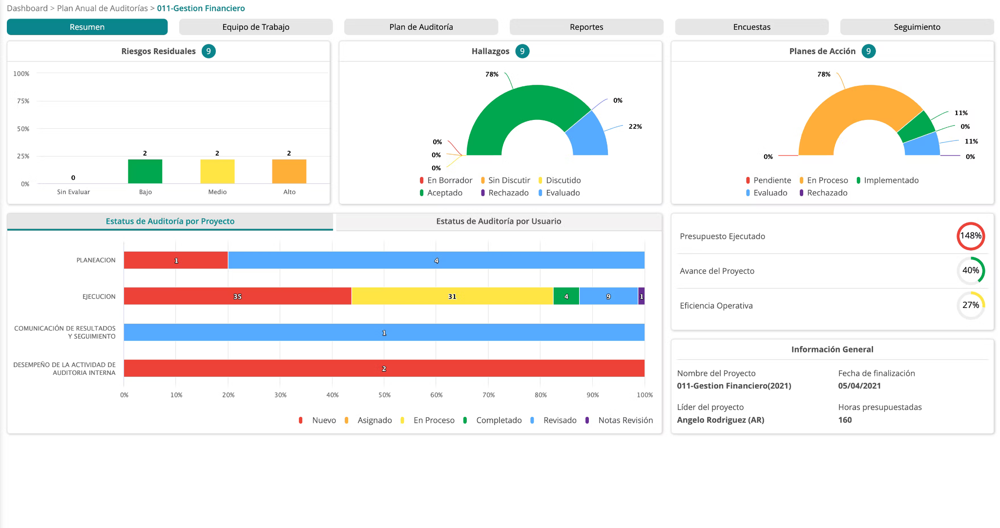 Dashboard > Plan Anual de Auditorías > 011-Gestion Financiero
Resumen
Equipo de Trabajo
Plan de Auditoría
Reportes
Encuestas
Seguimiento
Riesgos Residuales 9
100%
75%
50%
25%
0%
0
2
2
2
Sin Evaluar
Bajo
Medio
Alto
Hallazgos 9
78%
0%
22%
0%
0%
0%
En Borrador Sin Discutir Discutido
Aceptado Rechazado Evaluado
Planes de Acción 9
78%
11%
0%
11%
0%
0%
Pendiente En Proceso Implementado
Evaluado Rechazado
Estatus de Auditoría por Proyecto
Estatus de Auditoría por Usuario
PLANEACION
1 4
EJECUCION
35 31 4 9 1
COMUNICACIÓN DE RESULTADOS
Y SEGUIMIENTO
1
DESEMPEÑO DE LA ACTIVIDAD DE
AUDITORIA INTERNA
2
0% 10% 20% 30% 40% 50% 60% 70% 80% 90% 100%
Nuevo Asignado En Proceso Completado Revisado Notas Revisión
Presupuesto Ejecutado 148%
Avance del Proyecto 40%
Eficiencia Operativa 27%
Información General
Nombre del Proyecto
011-Gestion Financiero(2021)
Fecha de finalización
05/04/2021
Líder del proyecto
Angelo Rodriguez (AR)
Horas presupuestadas
160